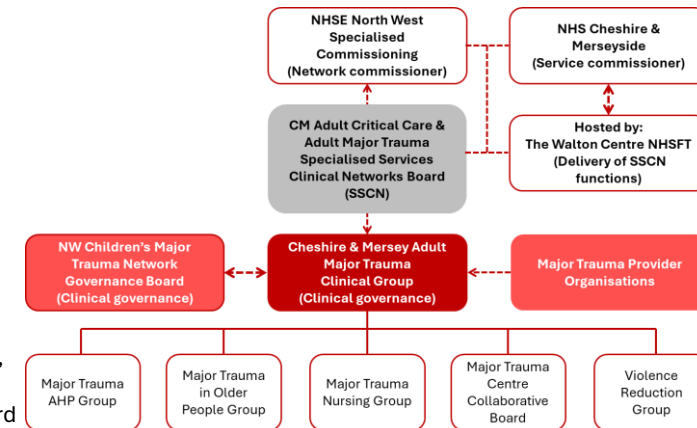 NHSE North West
Specialised
Commissioning
(Network commissioner)
NHS Cheshire &
Merseyside
(Service commissioner)
CM Adult Critical Care &
Adult Major Trauma
Specialised Services
Clinical Networks Board
(SSCN)
Hosted by:
The Walton Centre NHSFT
(Delivery of SSCN
functions)
NW Children's Major
Trauma Network
Governance Board
(Clinical governance)
Cheshire & Mersey Adult
Major Trauma
Clinical Group
(Clinical governance)
Major Trauma Provider
Organisations
Major Trauma
AHP Group
Major Trauma
in Older
People Group
Major Trauma
Nursing Group
Major Trauma
Centre
Collaborative
Board
Violence
Reduction
Group
,
rd